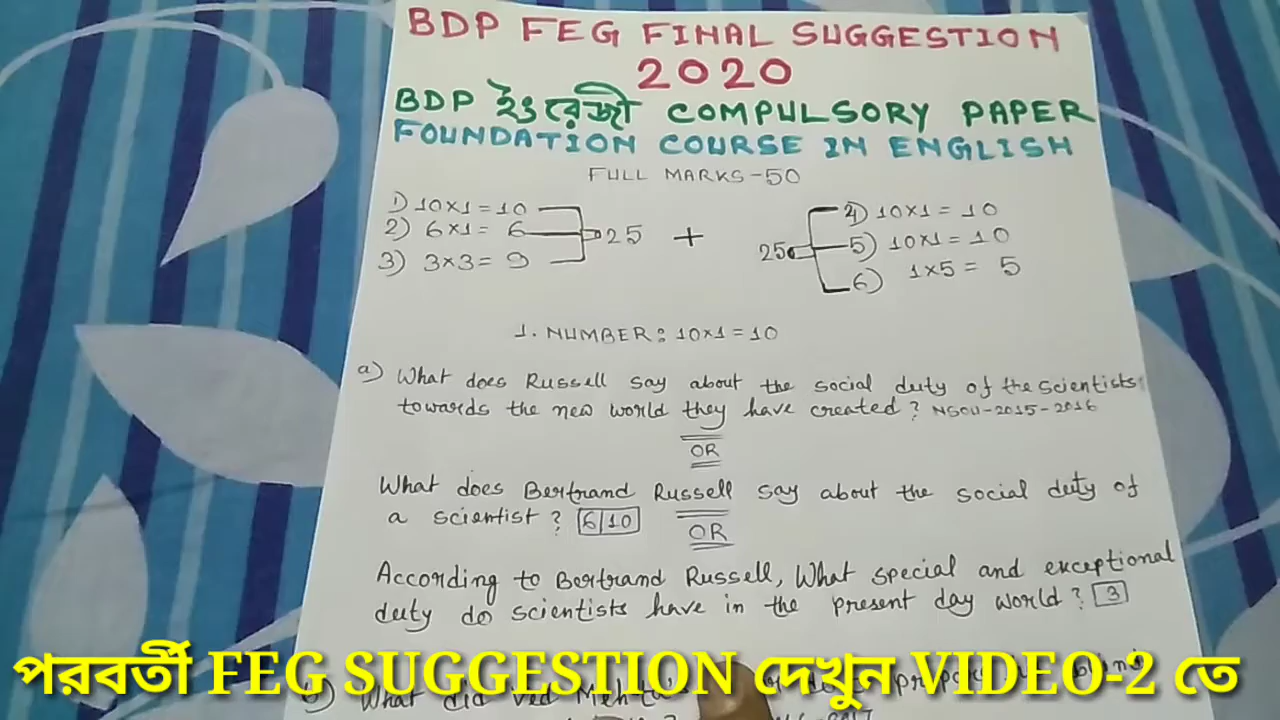 BDP FEG FINAL SUGGESTION
2020
BDP ইংরেজী COMPULSORY PAPER
FOUNDATION COURSE IN ENGLISH
FULL MARKS-50
1) 10×1=10
2) 6×1= 6
3) 3×3= 9
25 + 25
4) 10×1= 10
5) 10×1=10
6) 1×5= 5
1. NUMBER: 10×1=10
a) What does Russell say about the social duty of the scientists
towards the new world they have created? NSOU-2015-2016
OR
What does Bertrand Russell say about the social duty of
a scientist? 6/10
OR
According to Bertrand Russell, What special and exceptional
duty do scientists have in the present day world? 3
b) What did Ved Mehta's
পরবর্তী FEG SUGGESTION দেখুন VIDEO-2 তে